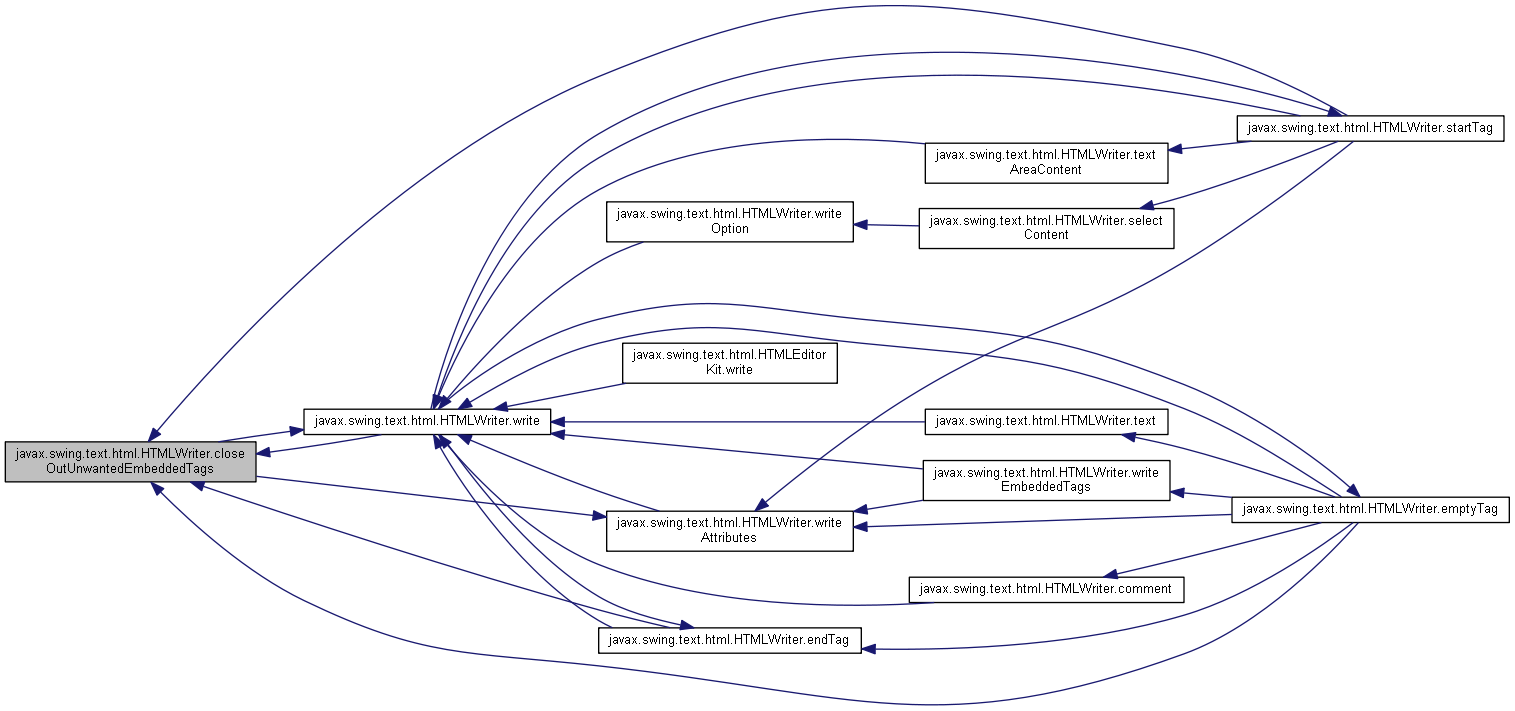 javax.swing.text.html.HTMLWriter.startTag
javax.swing.text.html.HTMLWriter.text
AreaContent
javax.swing.text.html.HTMLWriter.write
Option
javax.swing.text.html.HTMLWriter.select
Content
javax.swing.text.html.HTMLEditor
Kit.write
javax.swing.text.html.HTMLWriter.write
javax.swing.text.html.HTMLWriter.text
javax.swing.text.html.HTMLWriter.close
OutUnwantedEmbeddedTags
javax.swing.text.html.HTMLWriter.write
EmbeddedTags
javax.swing.text.html.HTMLWriter.emptyTag
javax.swing.text.html.HTMLWriter.write
Attributes
javax.swing.text.html.HTMLWriter.comment
javax.swing.text.html.HTMLWriter.endTag